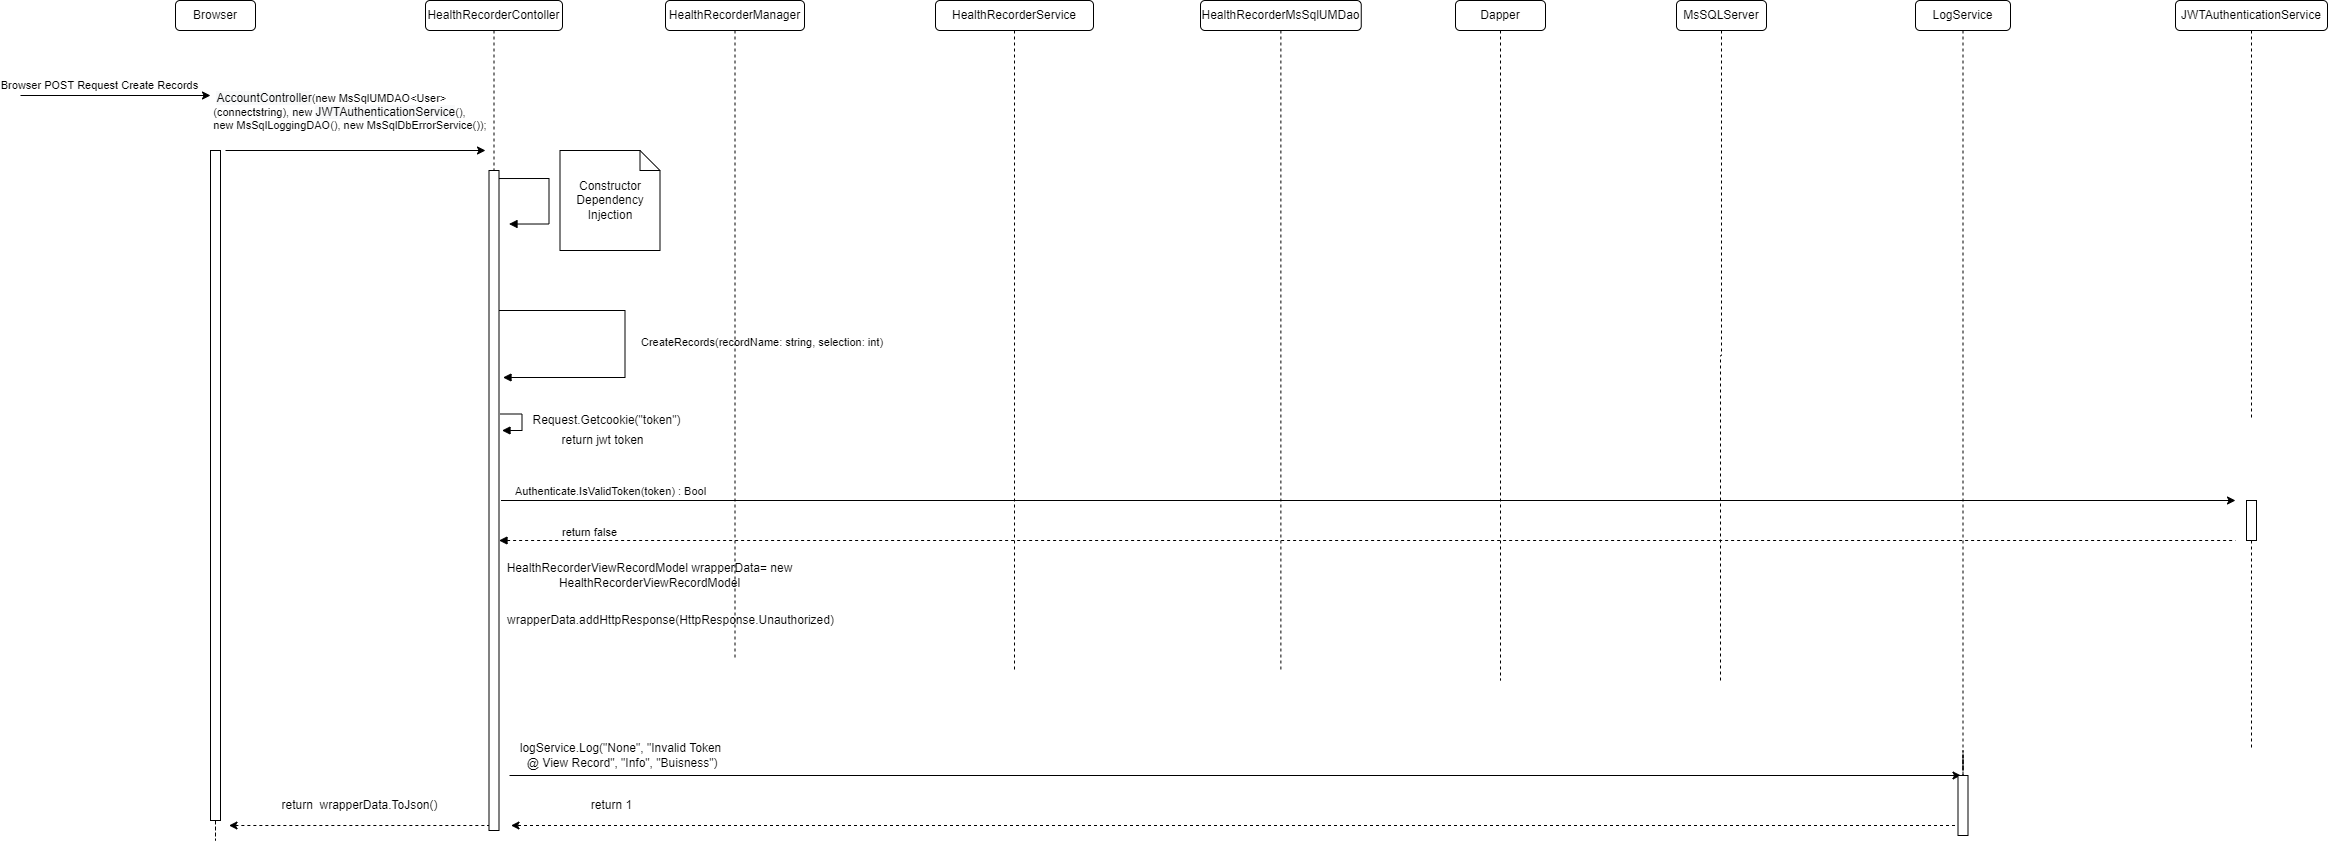 Browser
HealthRecorderContoller
HealthRecorderManager
HealthRecorderService
HealthRecorderMsSqlUMDao
Dapper
MsSQLServer
LogService
JWTAuthenticationService
Browser POST Request Create Records
AccountController(new MsSqlUMDAO<User>
(connectstring), new JWTAuthenticationService(),
new MsSqlLoggingDAO(), new MsSqlDbErrorService());
Constructor
Dependency
Injection
CreateRecords(recordName: string, selection: int)
Request.Getcookie("token")
return jwt token
Authenticate.IsValidToken(token) : Bool
return false
HealthRecorderViewRecordModel wrapperData= new
HealthRecorderViewRecordModel
wrapperData.addHttpResponse(HttpResponse.Unauthorized)
logService.Log("None", "Invalid Token
@ View Record", "Info", "Buisness")
return  wrapperData.ToJson()
return 1